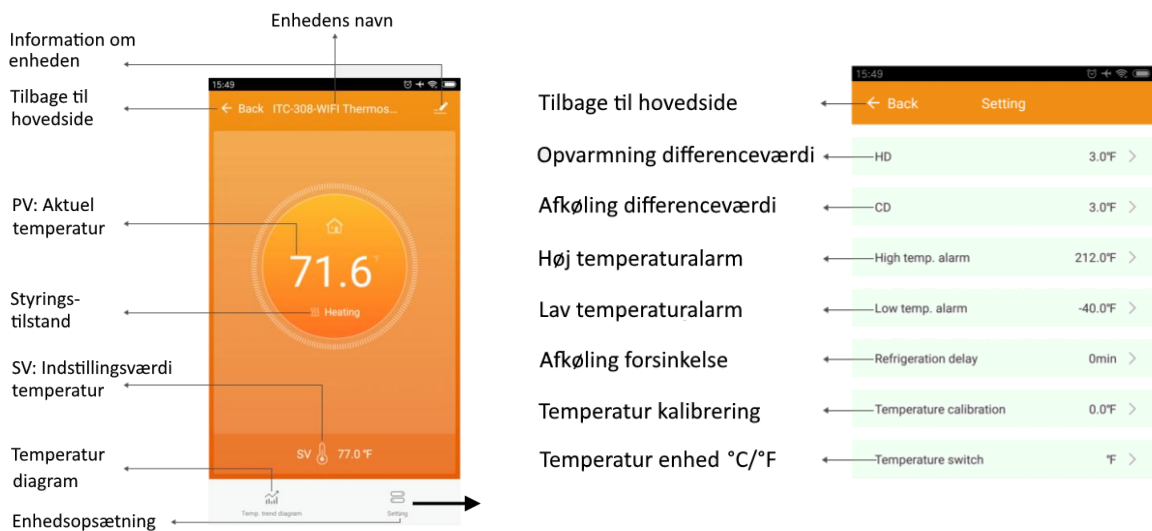 Enhedens navn
Information om
enheden
Tilbage til
hovedside
PV: Aktuel
temperatur
Styrings-
tilstand
SV: Indstillingsværdi
temperatur
Temperatur
diagram
Enhedsopsætning
15:49
← Back ITC-308-WIFI Thermos...
71.6°F
Heating
SV 77.0 °F
Temp. trend diagram
Setting
Tilbage til hovedside
Opvarmning differenceværdi
Afkøling differenceværdi
Høj temperaturalarm
Lav temperaturalarm
Afkøling forsinkelse
Temperatur kalibrering
Temperatur enhed °C/°F
15:49
← Back Setting
HD 3.0°F >
CD 3.0°F >
High temp. alarm 212.0°F >
Low temp. alarm -40.0°F >
Refrigeration delay 0min >
Temperature calibration 0.0°F >
Temperature switch °F >